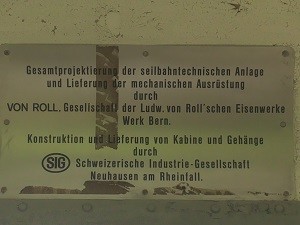 Gesamtprojektierung der seilbahntechnischen Anlage
und Lieferung der mechanischen Ausrüstung
durch
VON ROLL. Gesellschaft der Ludw. von Roll'schen Eisenwerke
Werk Bern.
Konstruktion und Lieferung von Kabine und Gehänge
durch
SIG Schweizerische Industrie-Gesellschaft
Neuhausen am Rheinfall.